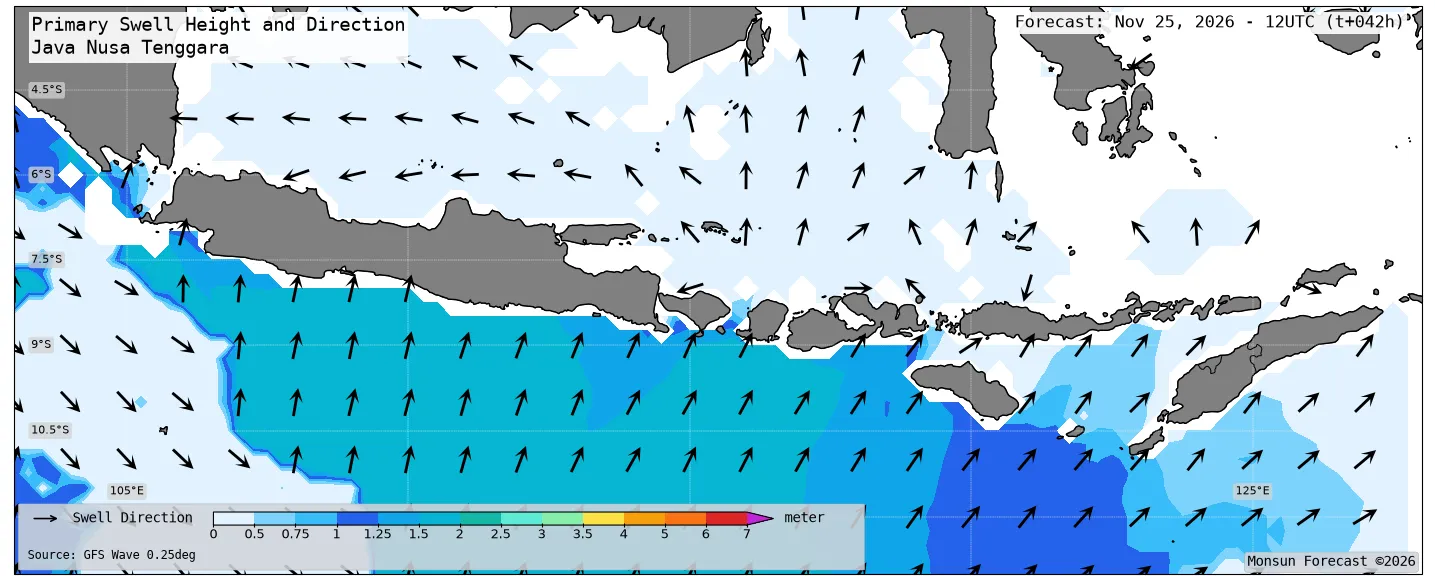 Primary Swell Height and Direction
Java Nusa Tenggara
Forecast: Nov 25, 2026 - 12UTC (t+042h)
4.5°S
6°S
7.5°S
9°S
10.5°S
105°E
125°E
Swell Direction
0 0.5 0.75 1 1.25 1.5 2 2.5 3 3.5 4 5 6 7
meter
Source: GFS Wave 0.25deg
Monsun Forecast ©2026